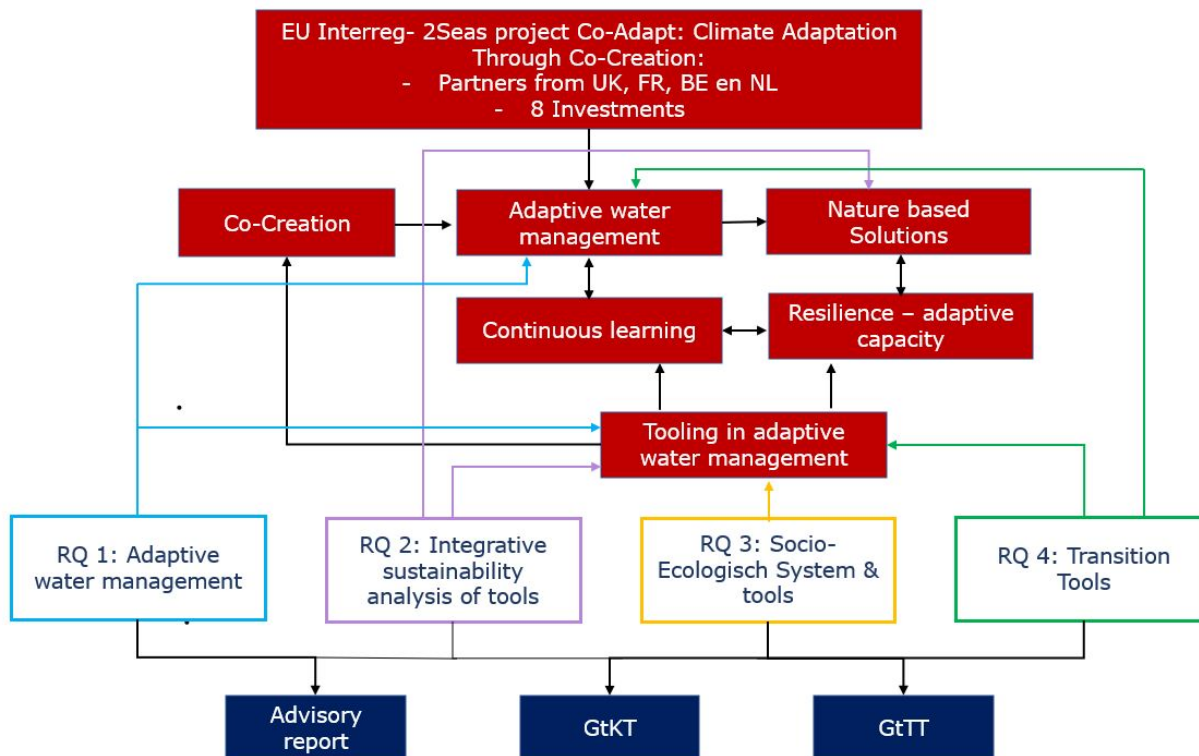 EU Interreg- 2Seas project Co-Adapt: Climate Adaptation
Through Co-Creation:
- Partners from UK, FR, BE en NL
- 8 Investments
Co-Creation
Adaptive water
management
Nature based
Solutions
Continuous learning
Resilience – adaptive
capacity
Tooling in adaptive
water management
RQ 1: Adaptive
water management
RQ 2: Integrative
sustainability
analysis of tools
RQ 3: Socio-
Ecologisch System &
tools
RQ 4: Transition
Tools
Advisory
report
GtKT
GtTT